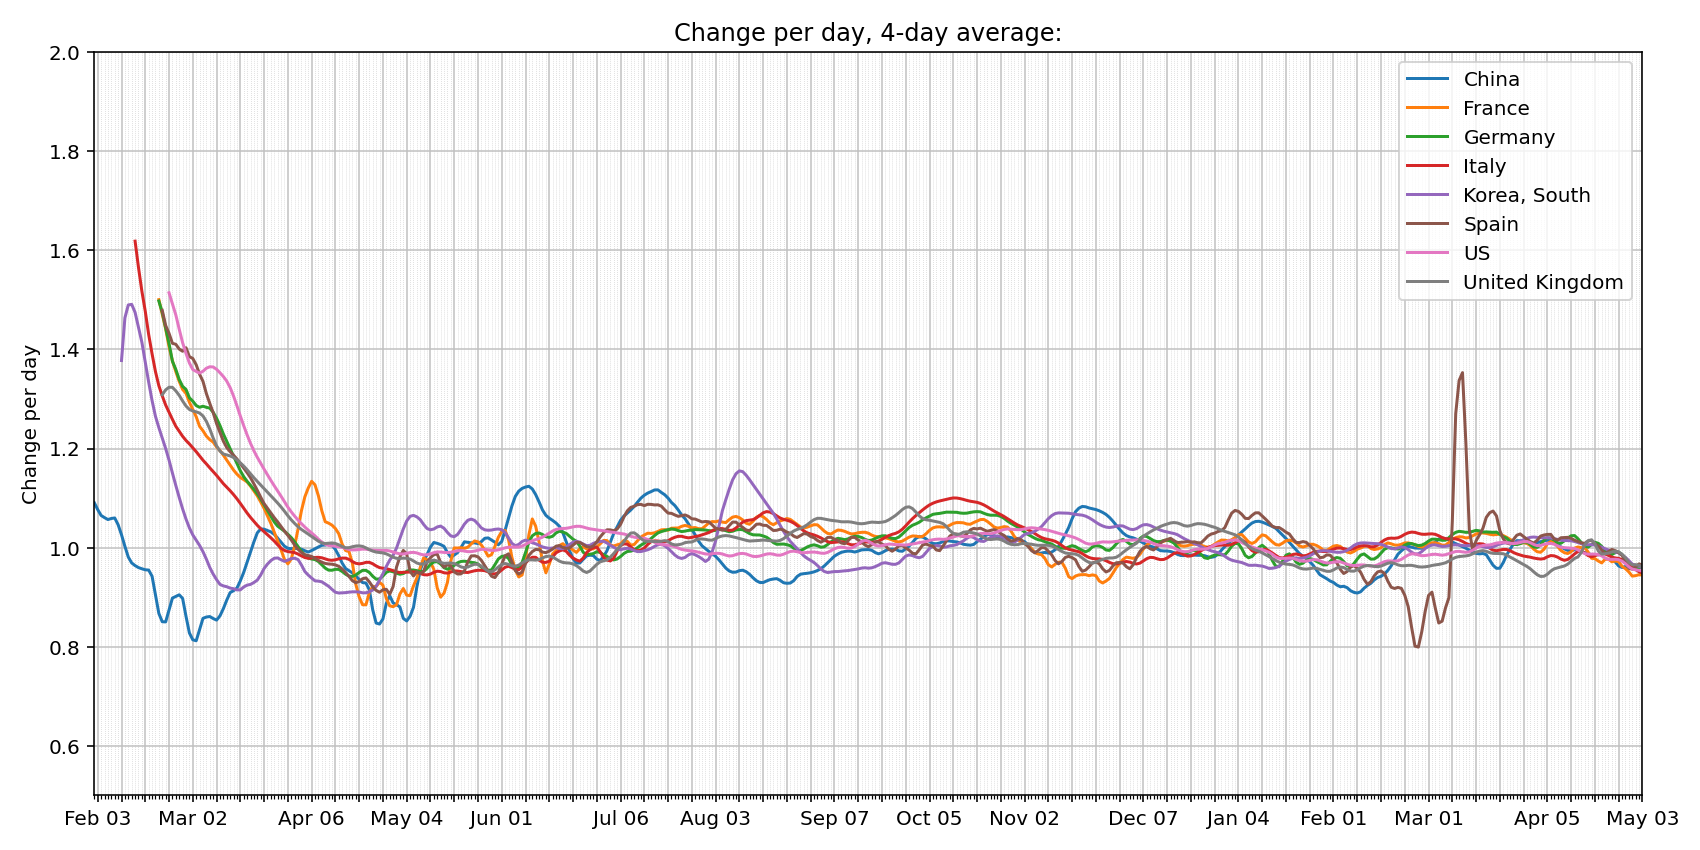 Change per day, 4-day average:
Change per day
2.0
1.8
1.6
1.4
1.2
1.0
0.8
0.6
China
France
Germany
Italy
Korea, South
Spain
US
United Kingdom
Feb 03 Mar 02 Apr 06 May 04 Jun 01 Jul 06 Aug 03 Sep 07 Oct 05 Nov 02 Dec 07 Jan 04 Feb 01 Mar 01 Apr 05 May 03